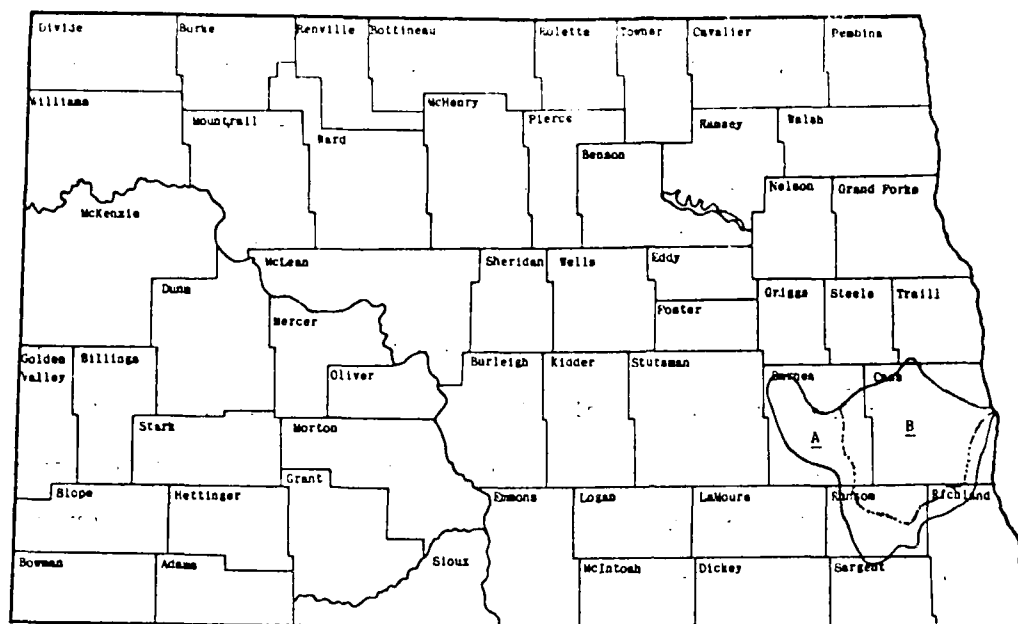 Divide Burke Renville Bottineau Rolette Towner Cavalier Pembina
Williams Mountrail Ward McHenry Pierce Benson Ramsey Walsh
McKenzie Nelson Grand Forks
McLean Sheridan Wells Eddy
Dunn Mercer Foster Griggs Steele Traill
Golden Valley Billings Oliver Burleigh Kidder Stutsman Barnes Cass
Stark Morton A B
Slope Hettinger Grant Emmons Logan LaMoure Ransom Richland
Bowman Adams Sioux McIntosh Dickey Sargent